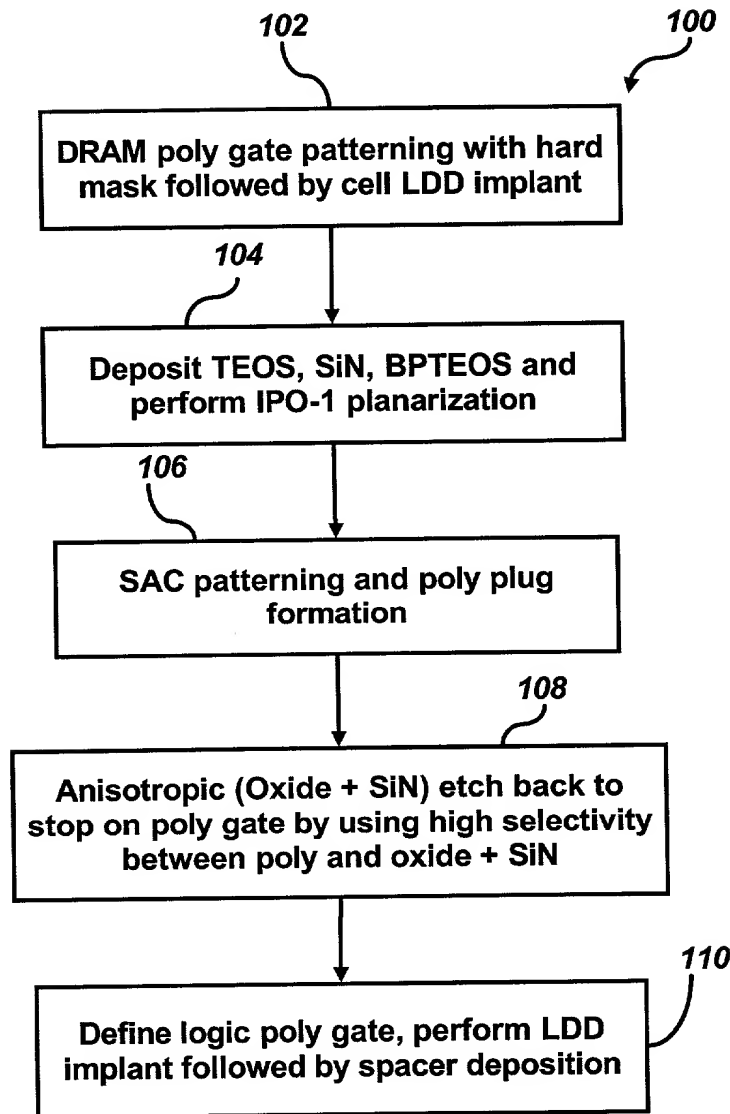 102
100
DRAM poly gate patterning with hard
mask followed by cell LDD implant
104
Deposit TEOS, SiN, BPTEOS and
perform IPO-1 planarization
106
SAC patterning and poly plug
formation
108
Anisotropic (Oxide + SiN) etch back to
stop on poly gate by using high selectivity
between poly and oxide + SiN
110
Define logic poly gate, perform LDD
implant followed by spacer deposition